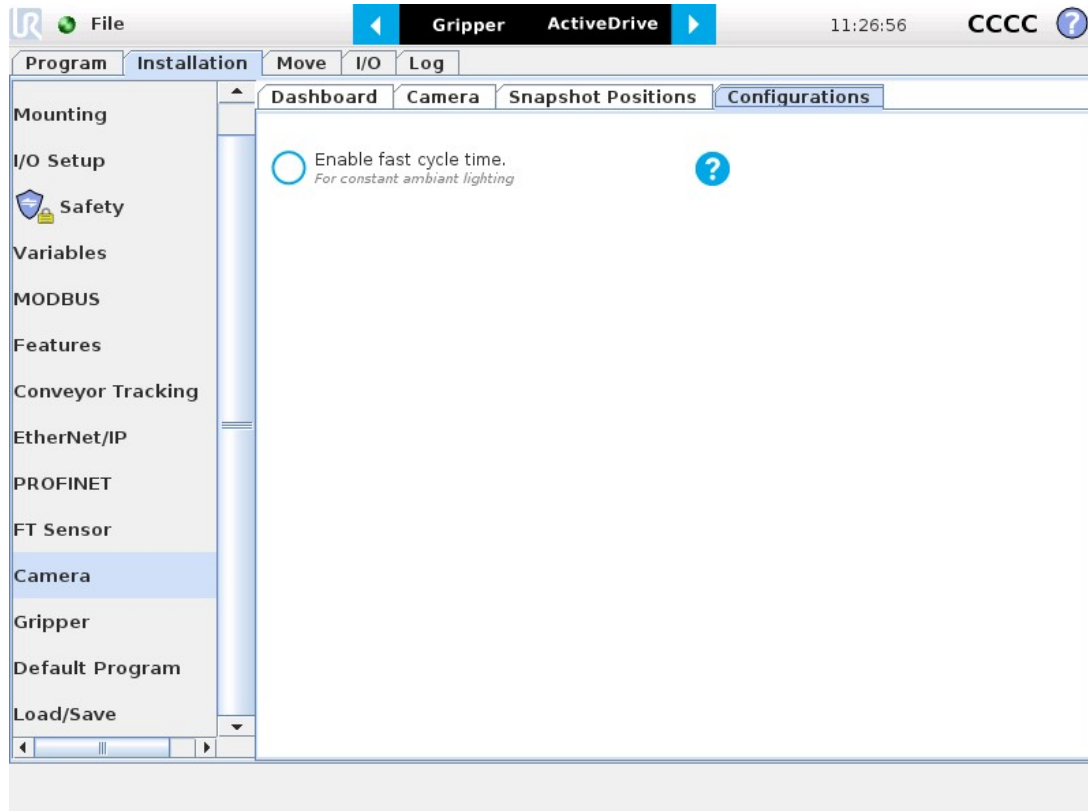 UR File Gripper ActiveDrive 11:26:56 CCCC ?
Program Installation Move I/O Log
Dashboard Camera Snapshot Positions Configurations
Mounting
I/O Setup
Safety
Variables
MODBUS
Features
Conveyor Tracking
EtherNet/IP
PROFINET
FT Sensor
Camera
Gripper
Default Program
Load/Save
Enable fast cycle time. ?
For constant ambiant lighting